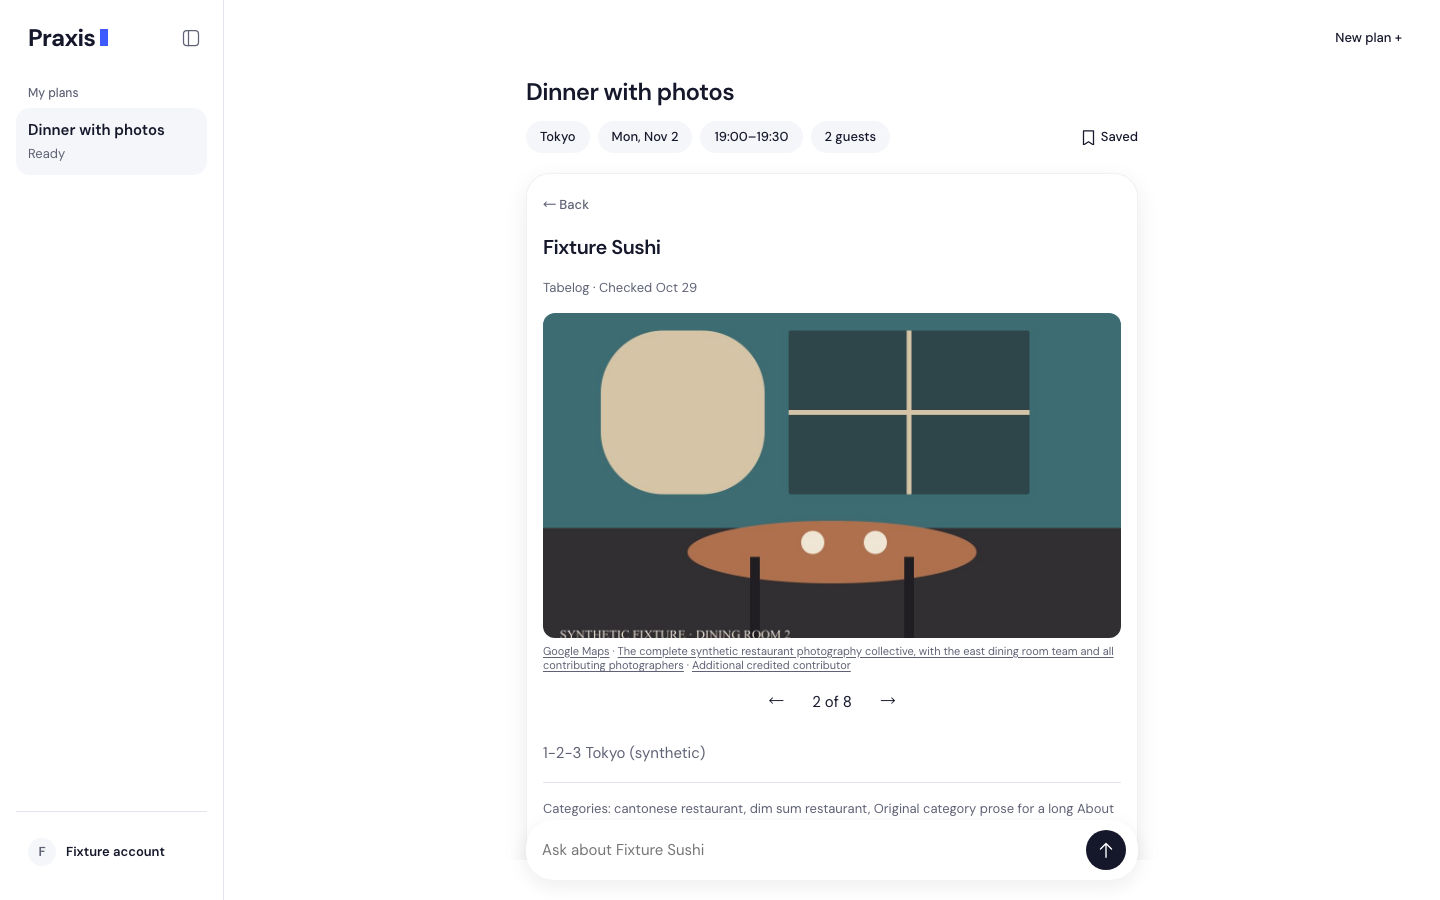 Praxis
New plan +
My plans
Dinner with photos
Ready
Dinner with photos
Tokyo
Mon, Nov 2
19:00–19:30
2 guests
Saved
← Back
Fixture Sushi
Tabelog · Checked Oct 29
SYNTHETIC FIXTURE · DINING ROOM 2
Google Maps · The complete synthetic restaurant photography collective, with the east dining room team and all
contributing photographers · Additional credited contributor
← 2 of 8 →
1-2-3 Tokyo (synthetic)
Categories: cantonese restaurant, dim sum restaurant, Original category prose for a long About
Ask about Fixture Sushi
F Fixture account